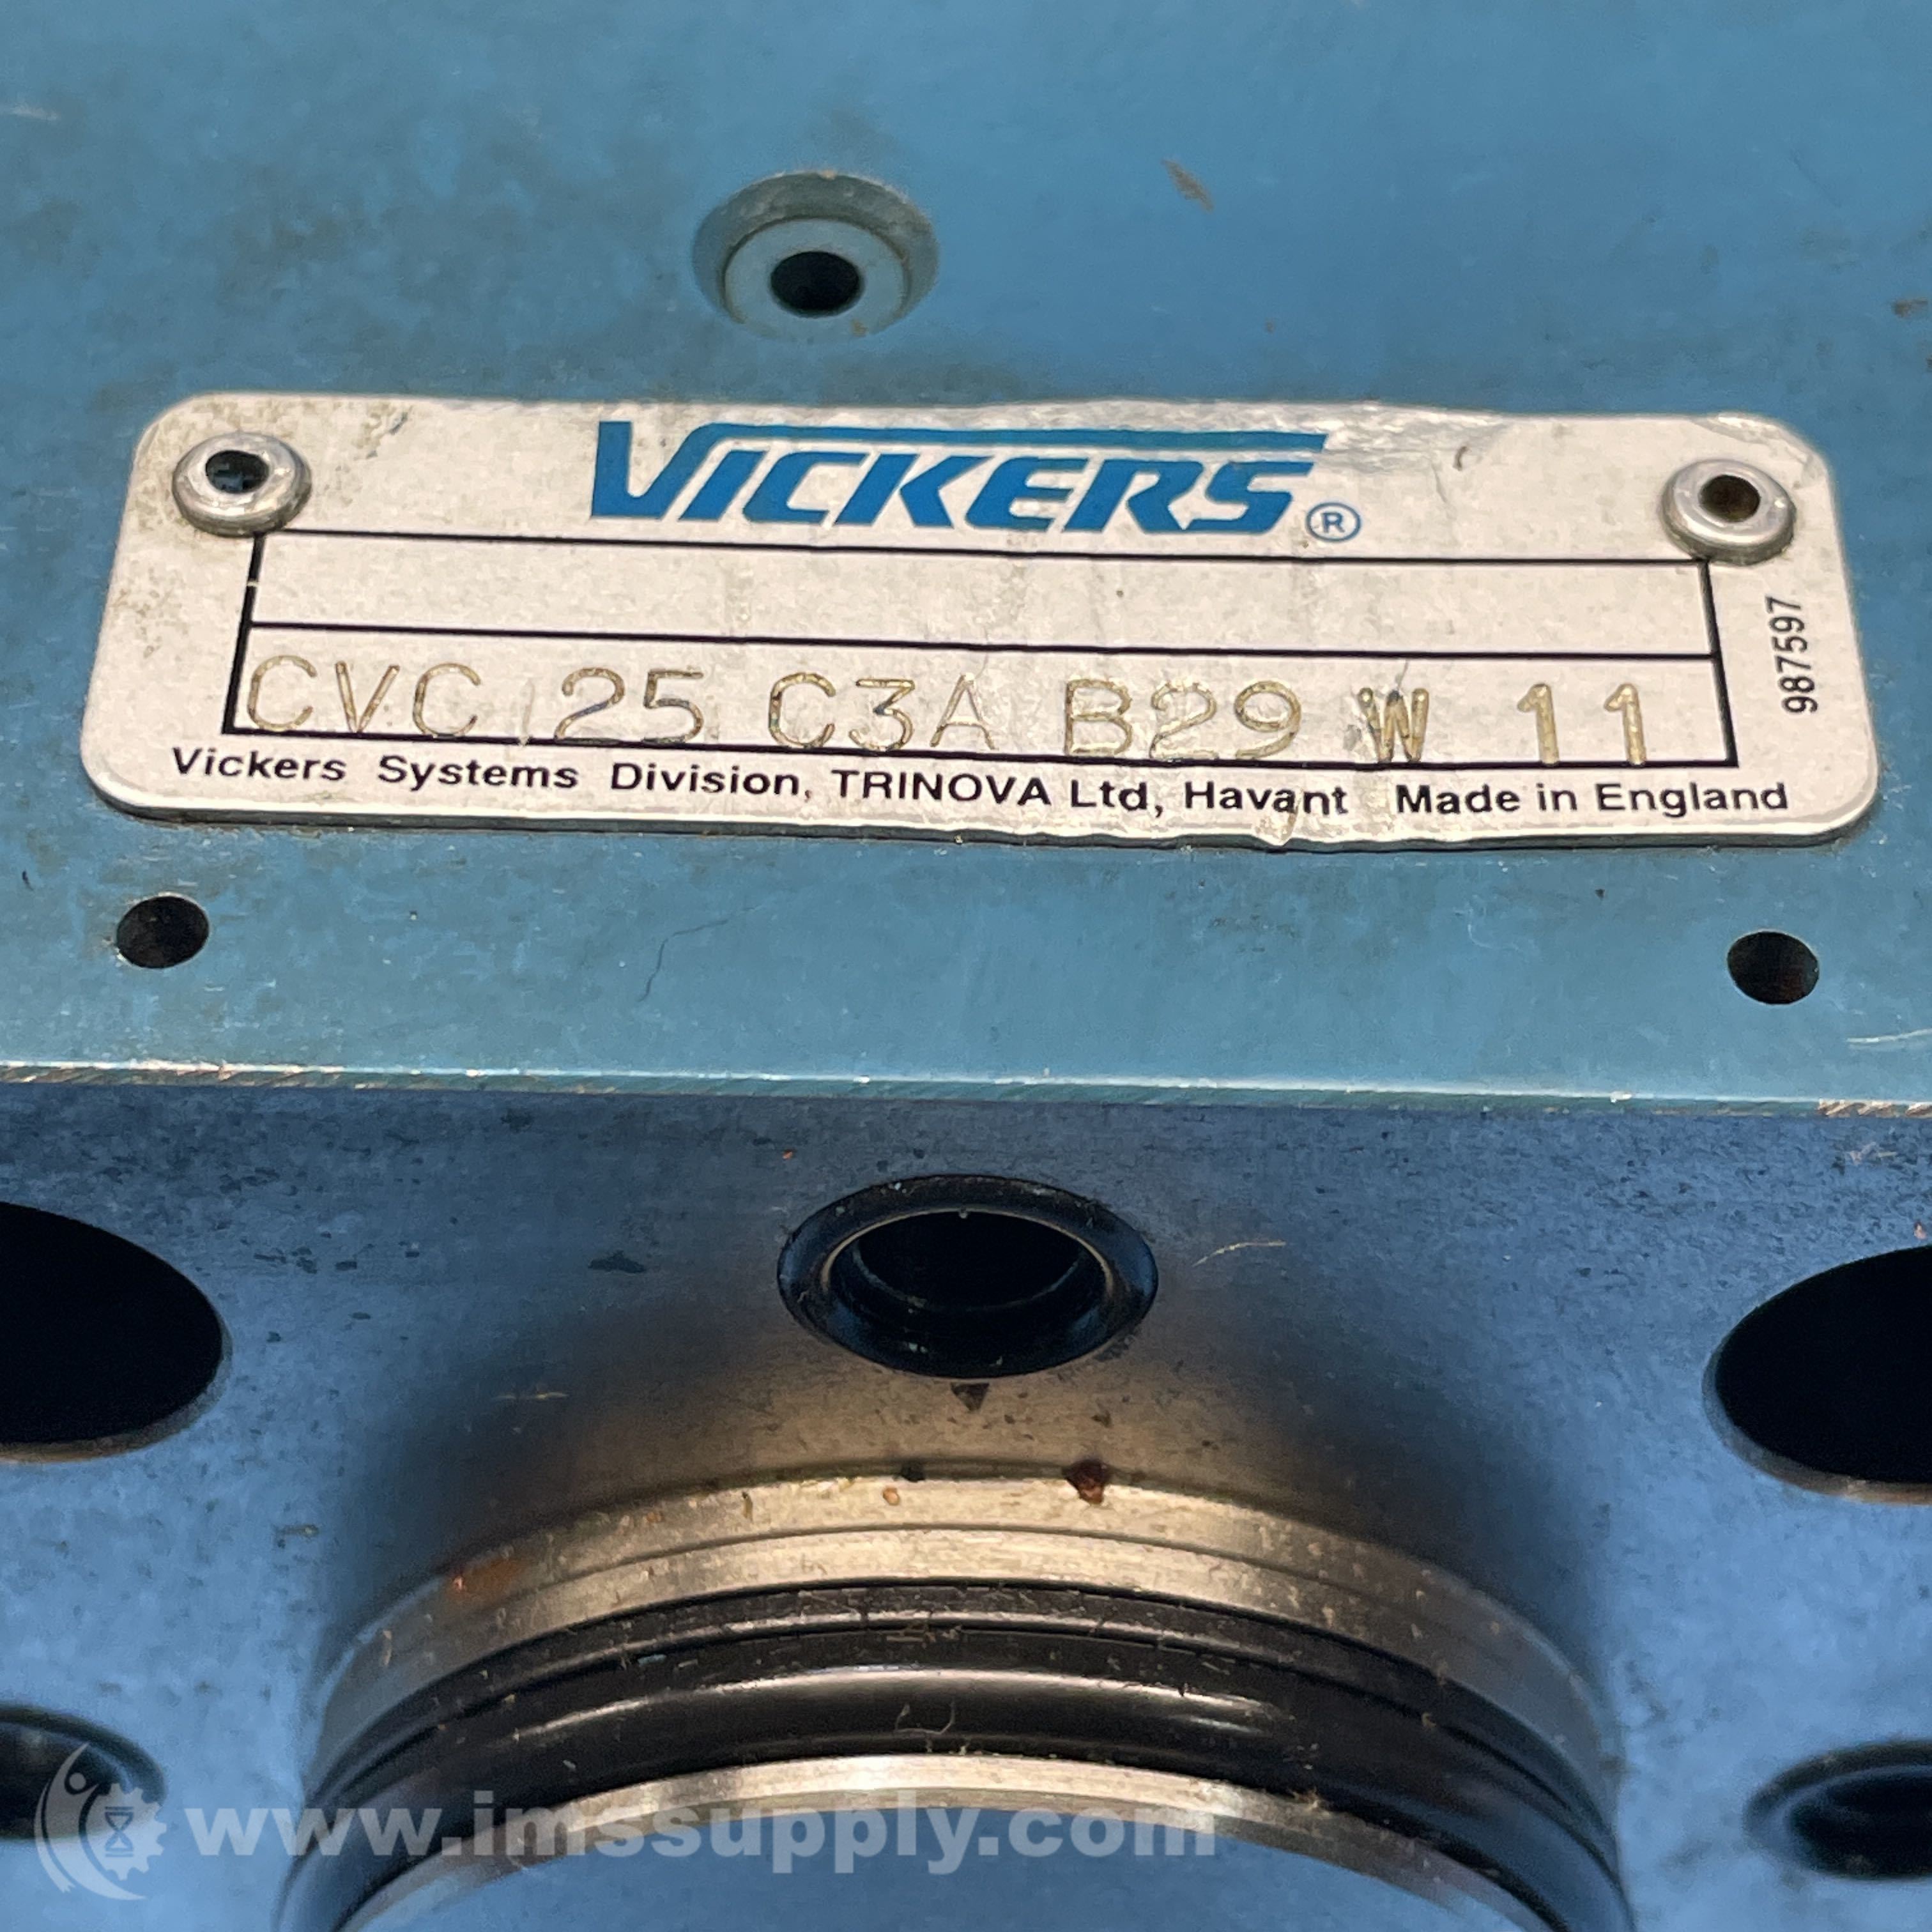 VICKERS®
CVC 25 C3A B29 W 11
987597
Vickers Systems Division, TRINOVA Ltd, Havant Made in England
www.imssupply.com